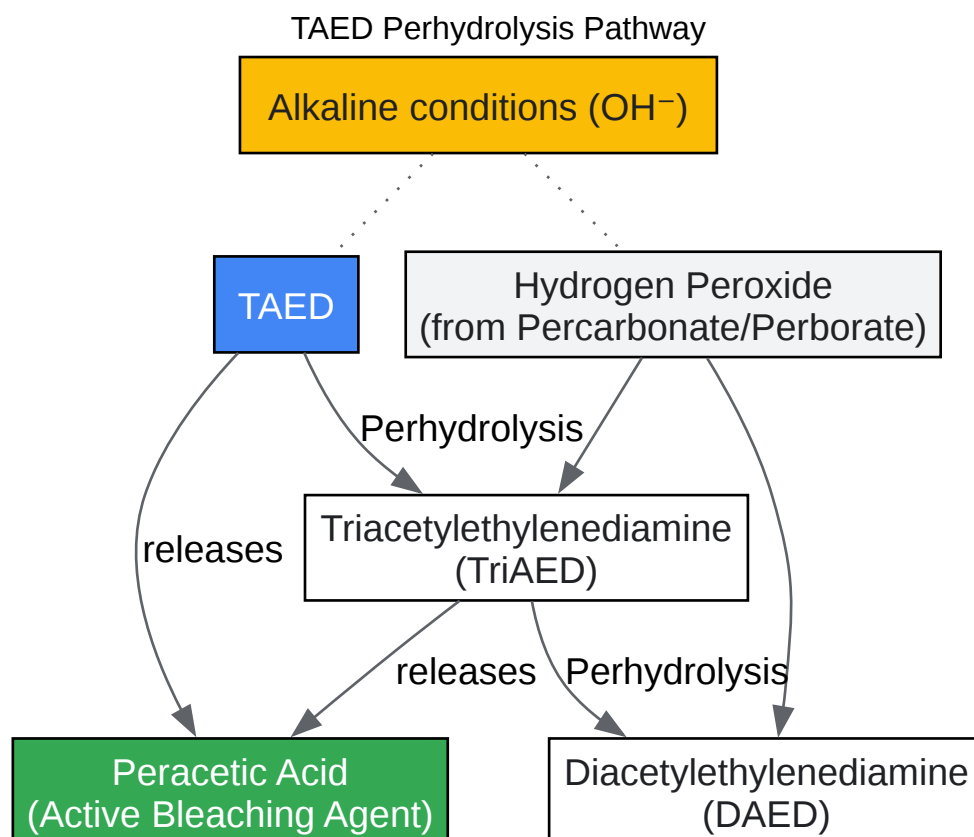 TAED Perhydrolysis Pathway
Alkaline conditions (OH⁻)
TAED
Hydrogen Peroxide
(from Percarbonate/Perborate)
Perhydrolysis
Triacetylethylenediamine
(TriAED)
releases
releases
Perhydrolysis
Peracetic Acid
(Active Bleaching Agent)
Diacetylethylenediamine
(DAED)